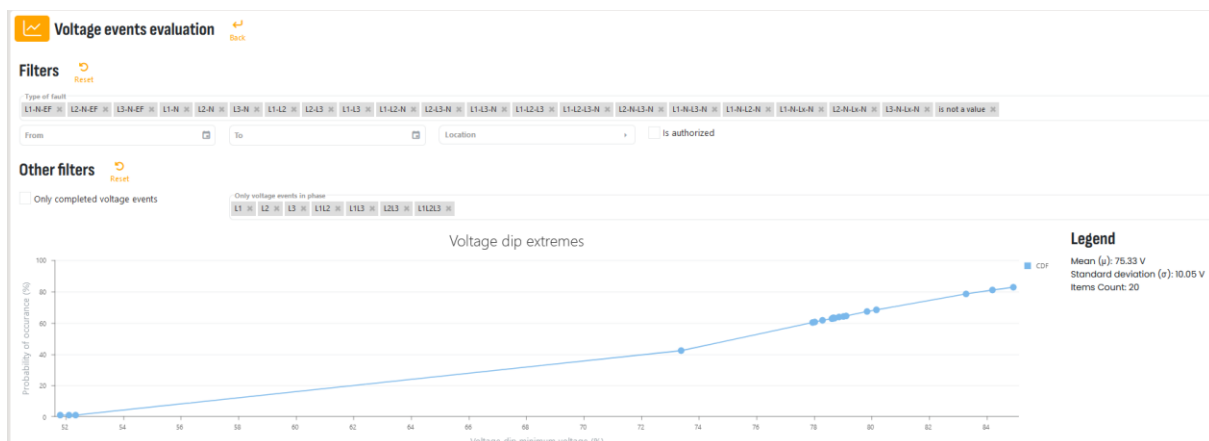 Voltage events evaluation
Back
Filters
Reset
Type of fault
L1-N-EF × L2-N-EF × L3-N-EF × L1-N × L2-N × L3-N × L1-L2 × L2-L3 × L1-L3 × L1-L2-N × L2-L3-N × L1-L3-N × L1-L2-L3 × L1-L2-L3-N × L2-N-L3-N × L1-N-L3-N × L1-N-L2-N × L1-N-Lx-N × L2-N-Lx-N × L3-N-Lx-N × is not a value ×
From To Location Is authorized
Other filters
Reset
Only completed voltage events
Only voltage events in phase
L1 × L2 × L3 × L1L2 × L1L3 × L2L3 × L1L2L3 ×
Voltage dip extremes
Legend
CDF
Mean (μ): 75.33 V
Standard deviation (σ): 10.05 V
Items Count: 20
Probability of occurance (%)
100
80
60
40
20
0
52 54 56 58 60 62 64 66 68 70 72 74 76 78 80 82 84
Voltage dip minimum voltage (%)